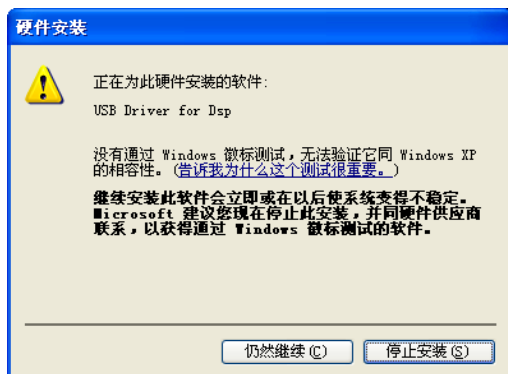 硬件安装
正在为此硬件安装的软件:
USB Driver for Dsp
没有通过 Windows 徽标测试，无法验证它同 Windows XP
的相容性。(告诉我为什么这个测试很重要。)
继续安装此软件会立即或在以后使系统变得不稳定。
Microsoft 建议您现在停止此安装，并同硬件供应商
联系，以获得通过 Windows 徽标测试的软件。
仍然继续(C) 停止安装(S)